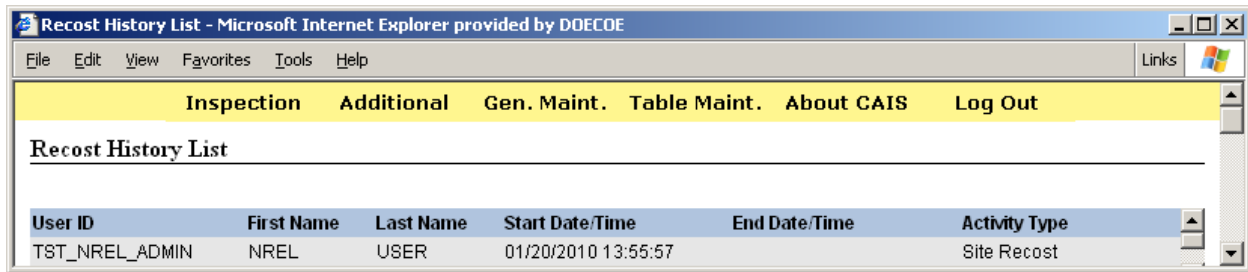 Recost History List - Microsoft Internet Explorer provided by DOECOE
File Edit View Favorites Tools Help Links
Inspection Additional Gen. Maint. Table Maint. About CAIS Log Out
Recost History List
User ID First Name Last Name Start Date/Time End Date/Time Activity Type
TST_NREL_ADMIN NREL USER 01/20/2010 13:55:57 Site Recost